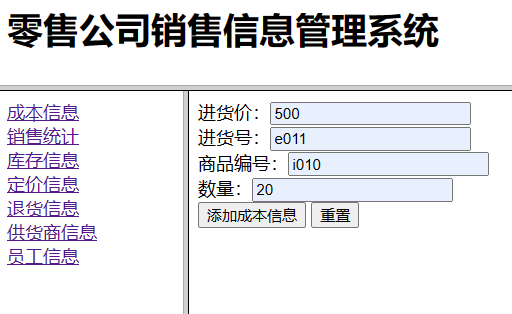 零售公司销售信息管理系统
成本信息
销售统计
库存信息
定价信息
退货信息
供货商信息
员工信息
进货价：500
进货号：e011
商品编号：i010
数量：20
添加成本信息 重置